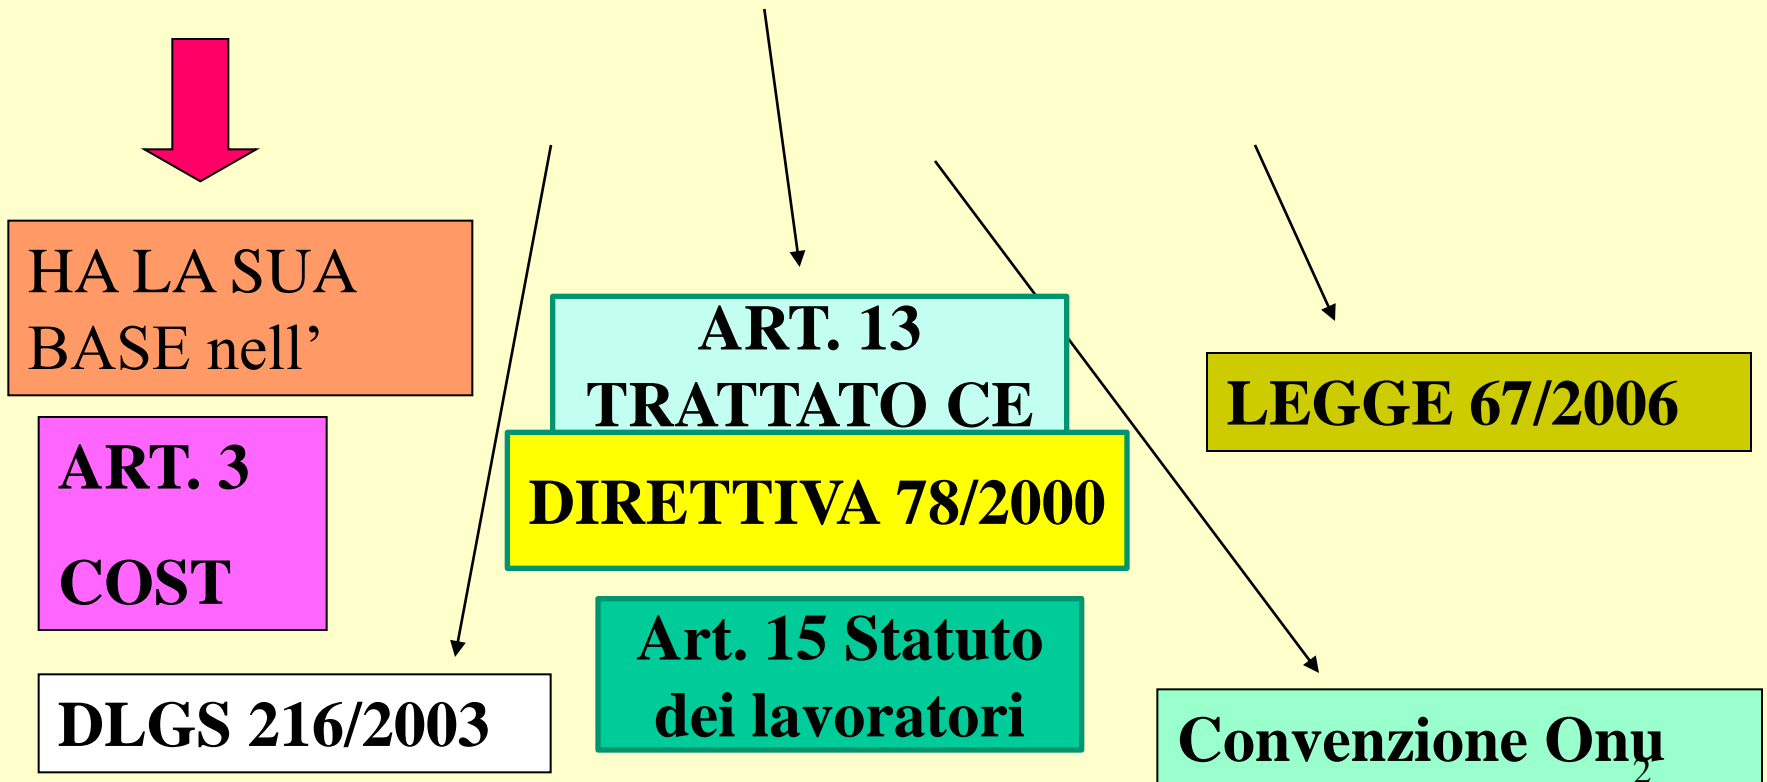 HA LA SUA
BASE nell’
ART. 3
COST
DLGS 216/2003
ART. 13
TRATTATO CE
DIRETTIVA 78/2000
Art. 15 Statuto
dei lavoratori
LEGGE 67/2006
Convenzione Onu
2